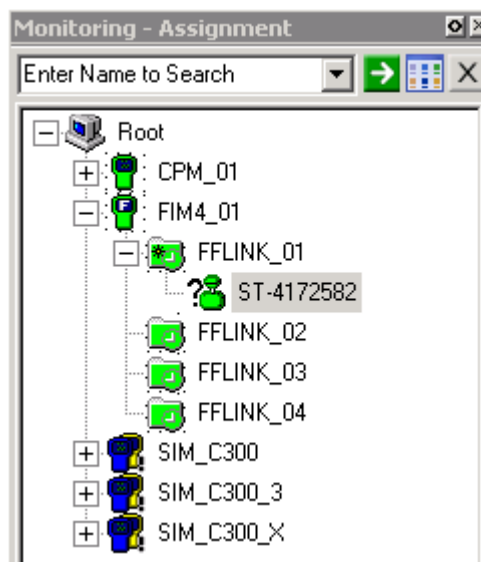 Monitoring - Assignment
Enter Name to Search
Root
CPM_01
FIM4_01
FFLINK_01
ST-4172582
FFLINK_02
FFLINK_03
FFLINK_04
SIM_C300
SIM_C300_3
SIM_C300_X